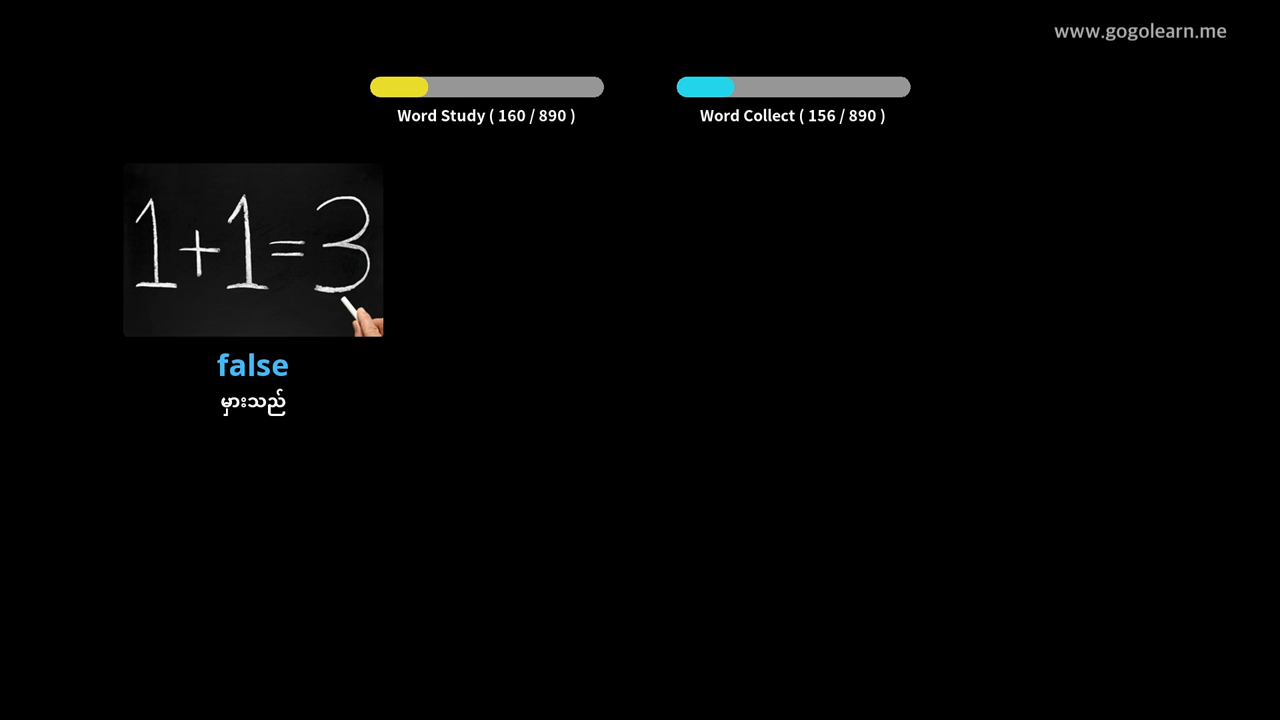 www.gogolearn.me
Word Study ( 160 / 890 )
Word Collect ( 156 / 890 )
1+1=3
false
မှားသည်